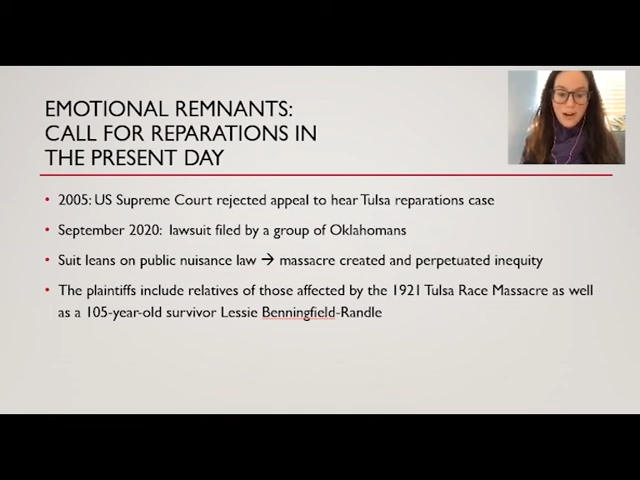 EMOTIONAL REMNANTS:
CALL FOR REPARATIONS IN
THE PRESENT DAY
• 2005: US Supreme Court rejected appeal to hear Tulsa reparations case
• September 2020: lawsuit filed by a group of Oklahomans
• Suit leans on public nuisance law → massacre created and perpetuated inequity
• The plaintiffs include relatives of those affected by the 1921 Tulsa Race Massacre as well
as a 105-year-old survivor Lessie Benningfield-Randle